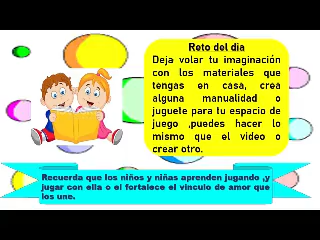 Reto del día
Deja volar tu imaginación
con los materiales que
tengas en casa, crea
alguna manualidad o
juguete para tu espacio de
juego ,puedes hacer lo
mismo que el video o
crear otro.
Recuerda que los niños y niñas aprenden jugando ,y
jugar con ella o el fortalece el vinculo de amor que
los une.